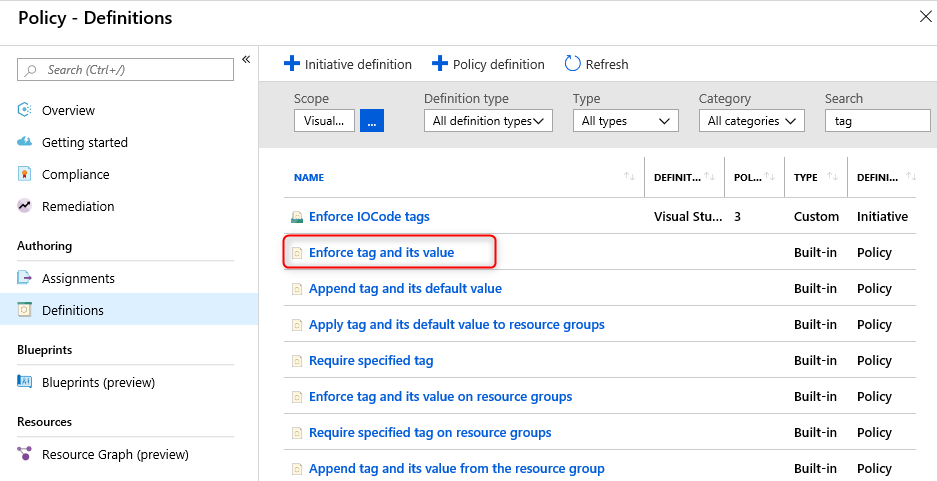 Policy - Definitions
Search (Ctrl+/)
Overview
Getting started
Compliance
Remediation
Authoring
Assignments
Definitions
Blueprints
Blueprints (preview)
Resources
Resource Graph (preview)
Initiative definition Policy definition Refresh
Scope Definition type Type Category Search
Visual... ... All definition types All types All categories tag
NAME DEFINIT... POL... TYPE DEFINI...
Enforce IOCode tags Visual Stu... 3 Custom Initiative
Enforce tag and its value Built-in Policy
Append tag and its default value Built-in Policy
Apply tag and its default value to resource groups Built-in Policy
Require specified tag Built-in Policy
Enforce tag and its value on resource groups Built-in Policy
Require specified tag on resource groups Built-in Policy
Append tag and its value from the resource group Built-in Policy